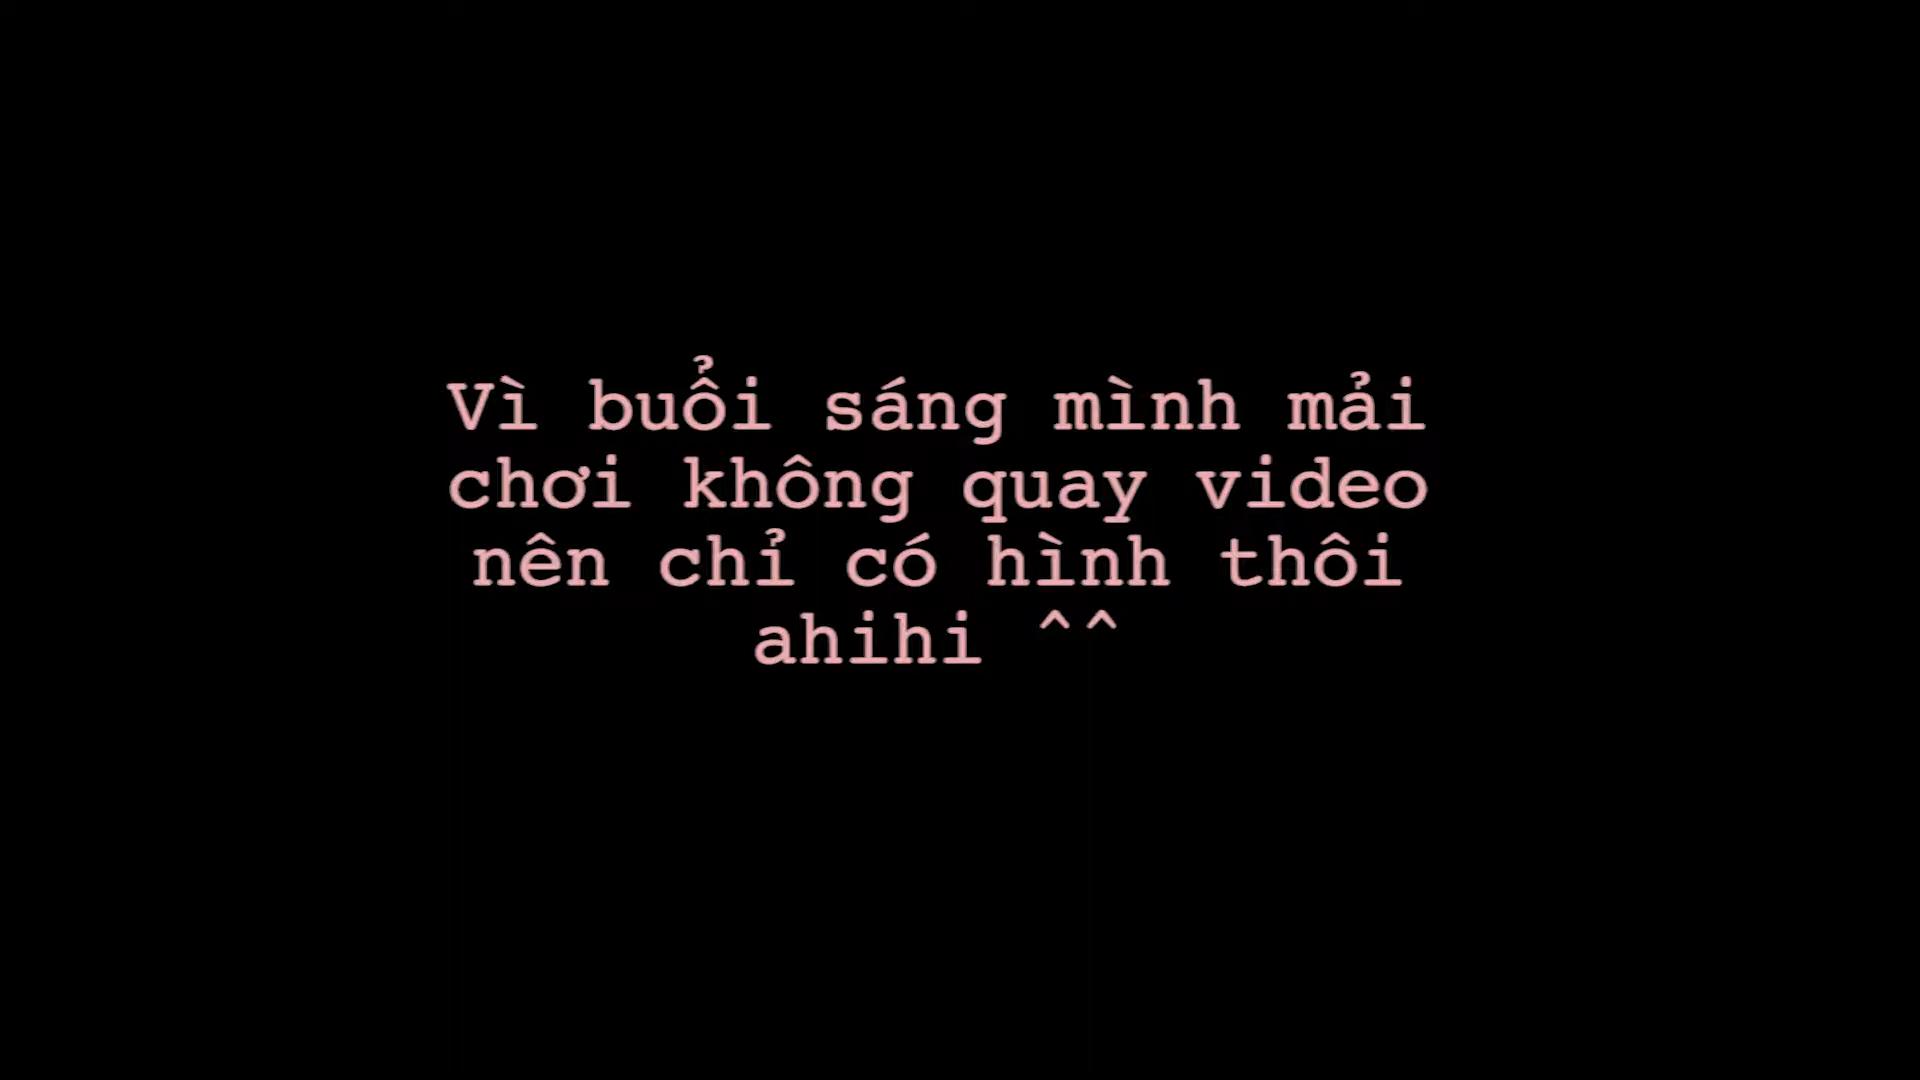 Vì buổi sáng mình mải
chơi không quay video
nên chỉ có hình thôi
ahihi ^^